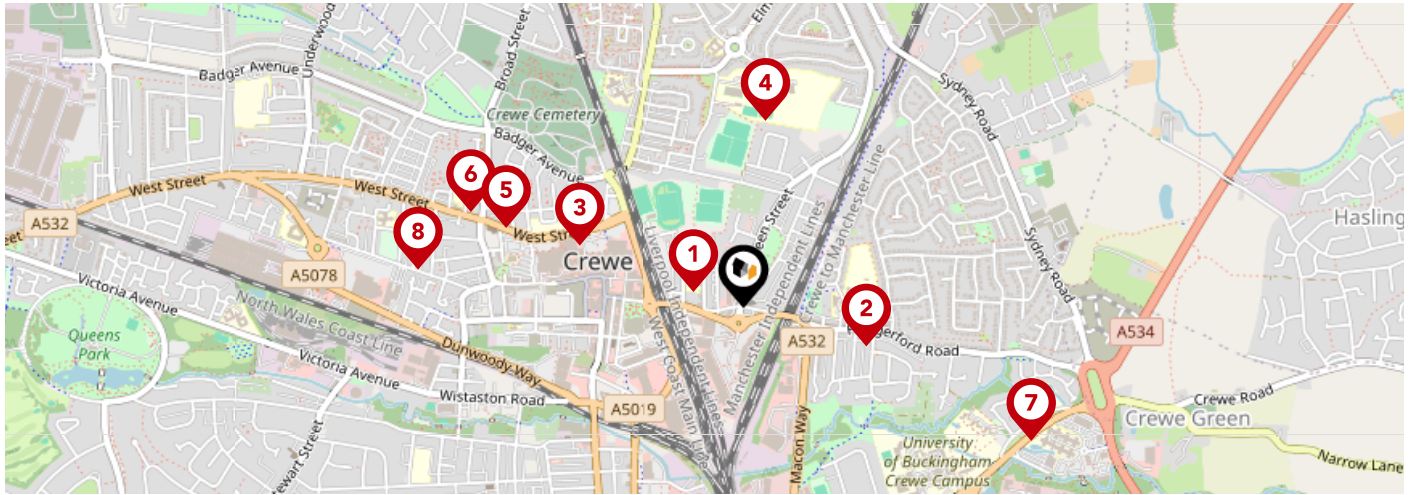 Underwood
Broad Street
Elm
Badger Avenue
4
Sydney Road
Crewe Cemetery
Badger Avenue
6
5
West Street
West Street
3
Green Street
Crewe to Manchester Line
Hasling
A532
8
West Street
Crewe
1
Liverpool Independent Lines
Manchester Independent Lines
Sydney Road
A5078
Victoria Avenue
North Wales Coast Line
2
Queens
Park
A532
Hungerford Road
A534
West Coast Main Line
Dunwoody Way
Victoria Avenue
Wistaston Road
A5019
7
Crewe Road
Crewe Green
Macon Way
University
of Buckingham
Crewe Campus
Narrow Lane